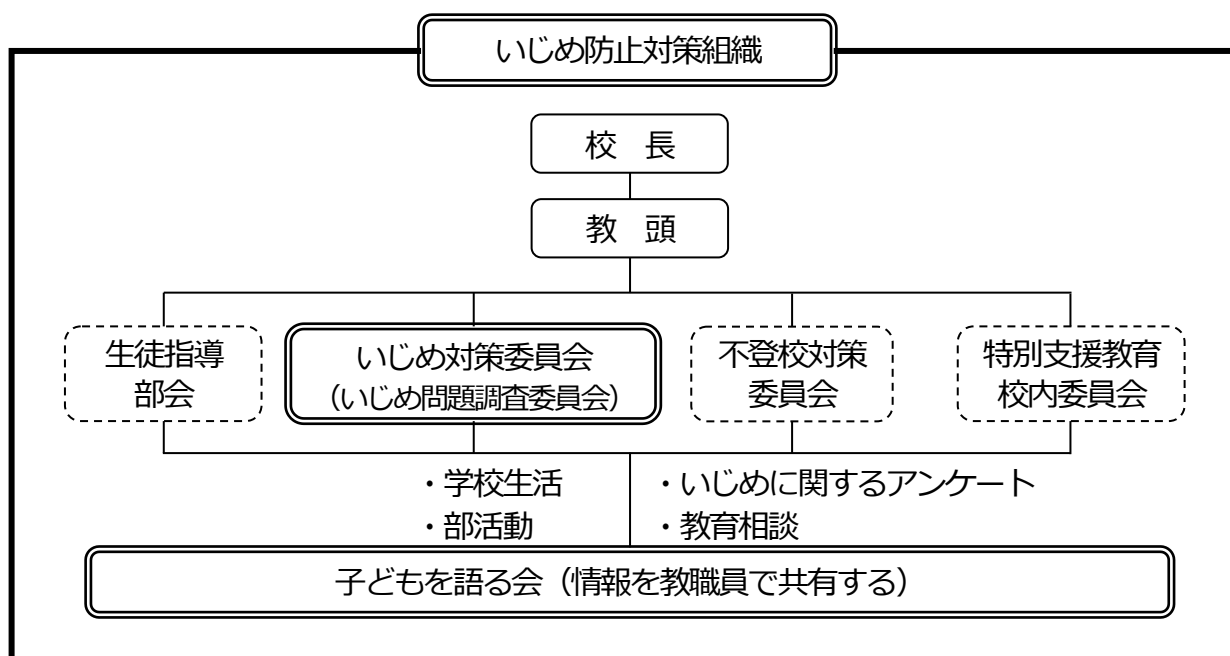 いじめ防止対策組織
校　長
教　頭
生徒指導
部会
いじめ対策委員会
（いじめ問題調査委員会）
不登校対策
委員会
特別支援教育
校内委員会
・学校生活
・部活動
・いじめに関するアンケート
・教育相談
子どもを語る会（情報を教職員で共有する）